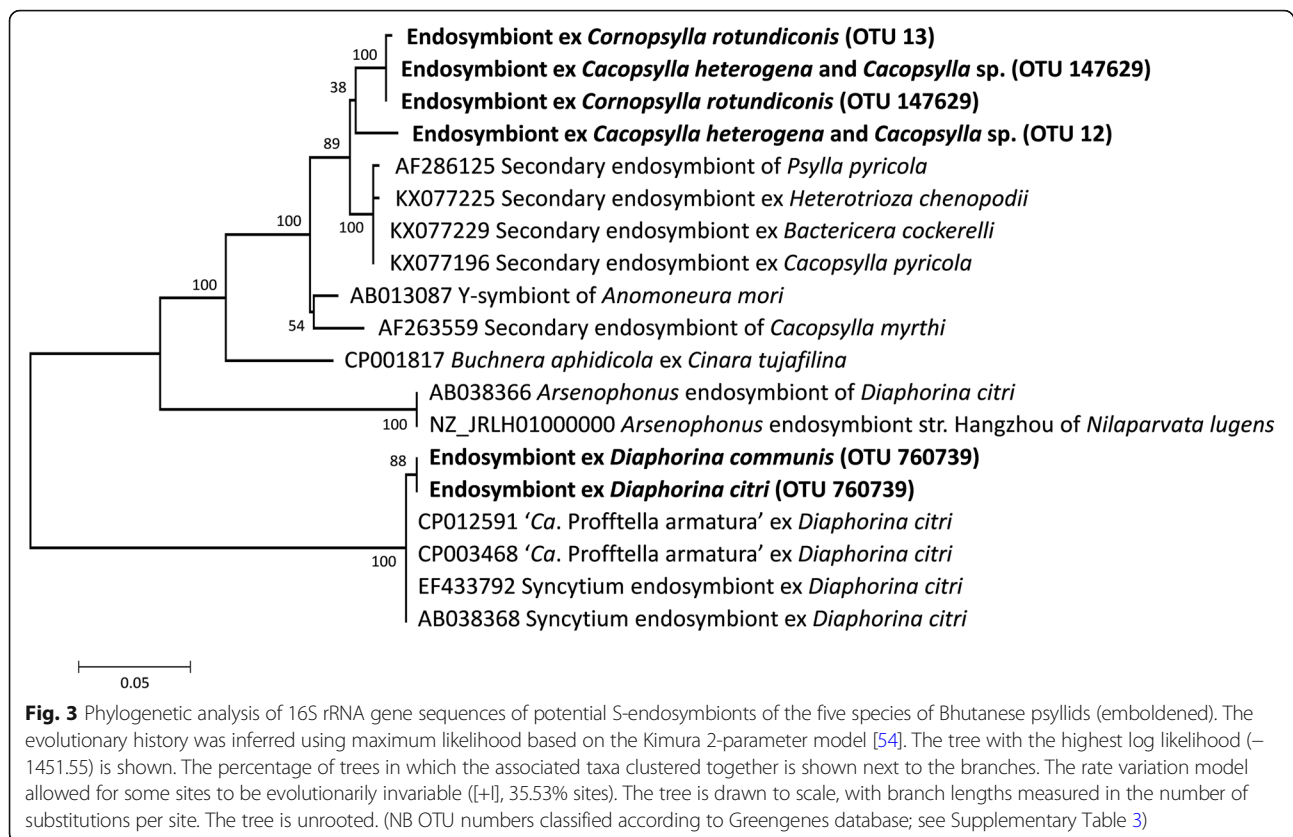 Endosymbiont ex Cornopsylla rotundiconis (OTU 13)
100
Endosymbiont ex Cacopsylla heterogena and Cacopsylla sp. (OTU 147629)
38
Endosymbiont ex Cornopsylla rotundiconis (OTU 147629)
Endosymbiont ex Cacopsylla heterogena and Cacopsylla sp. (OTU 12)
89
AF286125 Secondary endosymbiont of Psylla pyricola
KX077225 Secondary endosymbiont ex Heterotrioza chenopodii
100
100
KX077229 Secondary endosymbiont ex Bactericera cockerelli
KX077196 Secondary endosymbiont ex Cacopsylla pyricola
100
AB013087 Y-symbiont of Anomoneura mori
54
AF263559 Secondary endosymbiont of Cacopsylla myrthi
CP001817 Buchnera aphidicola ex Cinara tujafilina
AB038366 Arsenophonus endosymbiont of Diaphorina citri
100
NZ_JRLH01000000 Arsenophonus endosymbiont str. Hangzhou of Nilaparvata lugens
88
Endosymbiont ex Diaphorina communis (OTU 760739)
Endosymbiont ex Diaphorina citri (OTU 760739)
CP012591 ‘Ca. Profftella armatura’ ex Diaphorina citri
CP003468 ‘Ca. Profftella armatura’ ex Diaphorina citri
100
EF433792 Syncytium endosymbiont ex Diaphorina citri
AB038368 Syncytium endosymbiont ex Diaphorina citri
0.05
Fig. 3 Phylogenetic analysis of 16S rRNA gene sequences of potential S-endosymbionts of the five species of Bhutanese psyllids (emboldened). The
evolutionary history was inferred using maximum likelihood based on the Kimura 2-parameter model [54]. The tree with the highest log likelihood (−
1451.55) is shown. The percentage of trees in which the associated taxa clustered together is shown next to the branches. The rate variation model
allowed for some sites to be evolutionarily invariable ([+I], 35.53% sites). The tree is drawn to scale, with branch lengths measured in the number of
substitutions per site. The tree is unrooted. (NB OTU numbers classified according to Greengenes database; see Supplementary Table 3)